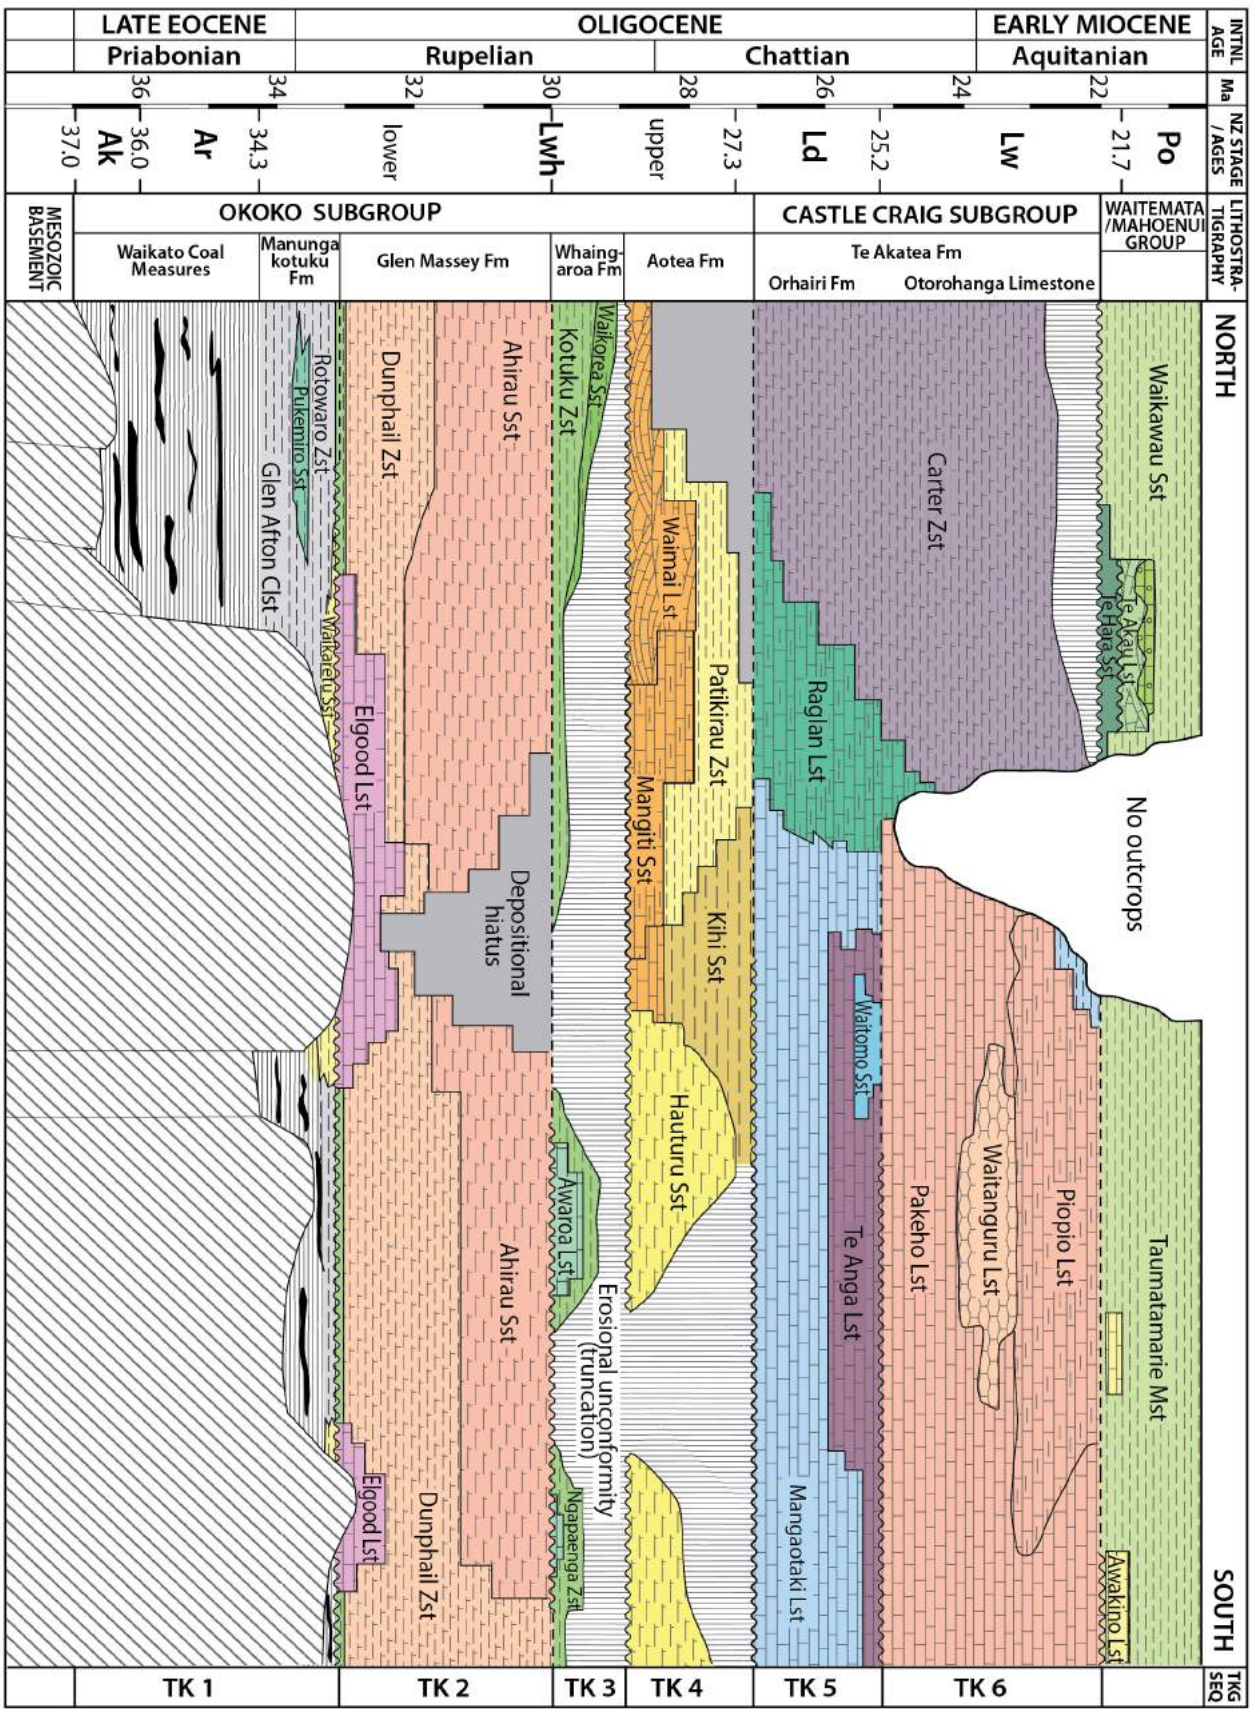 LATE EOCENE
OLIGOCENE
EARLY MIOCENE
INTNL
AGE
Priabonian
Rupelian
Chattian
Aquitanian
36
34
32
30
28
26
24
22
Ma
37.0
Ak
36.0
Ar
34.3
lower
Lwh
upper
27.3
Ld
25.2
Lw
21.7
Po
NZ STAGE
/ AGES
MESOZOIC
BASEMENT
OKOKO SUBGROUP
CASTLE CRAIG SUBGROUP
WAITEMATA
/MAHOENUI
GROUP
LITHOSTRA-
TIGRAPHY
Waikato Coal
Measures
Manunga
kotuku
Fm
Glen Massey Fm
Whaing-
aroa Fm
Aotea Fm
Te Akatea Fm
Orhairi Fm
Otorohanga Limestone
NORTH
Waikorea Sst
Kotuku Zst
Ahirau Sst
Dunphail Zst
Rotowaro Zst
Pukemiro Sst
Glen Afton Clst
Waikaretu Sst
Elgood Lst
Waimai Lst
Patikirau Zst
Mangiti Sst
Kihi Sst
Carter Zst
Raglan Lst
Waikawau Sst
Te Akau Lst
Te Hara Sst
No outcrops
Depositional
hiatus
Waitomo Sst
Hauturu Sst
Awaroa Lst
Ahirau Sst
Erosional unconformity
(truncation)
Te Anga Lst
Pakeho Lst
Waitanguru Lst
Piopio Lst
Taumatamarie Mst
Elgood Lst
Dunphail Zst
Ngapaenga Zst
Mangaotaki Lst
Awakino Lst
SOUTH
TK 1
TK 2
TK 3
TK 4
TK 5
TK 6
TKG
SEQ